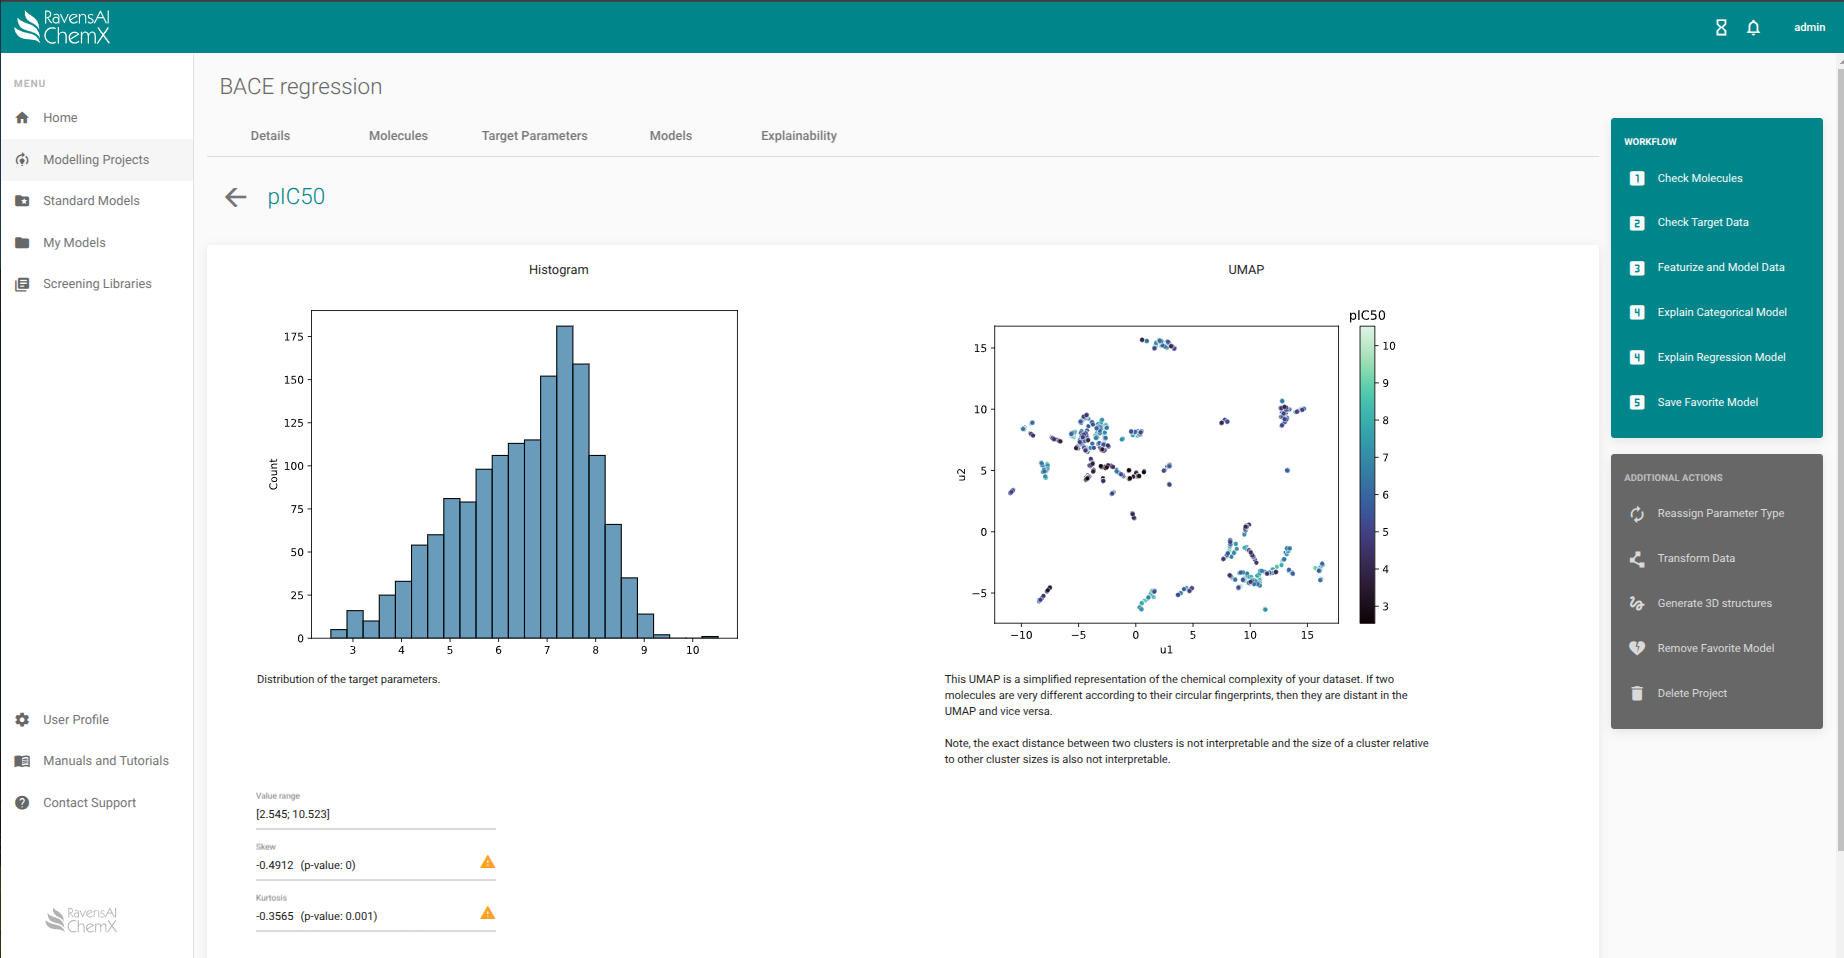 RavensAI
ChemX
admin
MENU
Home
Modelling Projects
Standard Models
My Models
Screening Libraries
User Profile
Manuals and Tutorials
Contact Support
RavensAI
ChemX
BACE regression
Details Molecules Target Parameters Models Explainability
pIC50
Histogram
175
150
125
100
75
50
25
0
Count
3 4 5 6 7 8 9 10
Distribution of the target parameters.
Value range
[2.545; 10.523]
Skew
-0.4912 (p-value: 0)
Kurtosis
-0.3565 (p-value: 0.001)
UMAP
pIC50
15
10
5
0
−5
u2
−10 −5 0 5 10 15
u1
10
9
8
7
6
5
4
3
This UMAP is a simplified representation of the chemical complexity of your dataset. If two
molecules are very different according to their circular fingerprints, then they are distant in the
UMAP and vice versa.
Note, the exact distance between two clusters is not interpretable and the size of a cluster relative
to other cluster sizes is also not interpretable.
WORKFLOW
1 Check Molecules
2 Check Target Data
3 Featurize and Model Data
4 Explain Categorical Model
4 Explain Regression Model
5 Save Favorite Model
ADDITIONAL ACTIONS
Reassign Parameter Type
Transform Data
Generate 3D structures
Remove Favorite Model
Delete Project